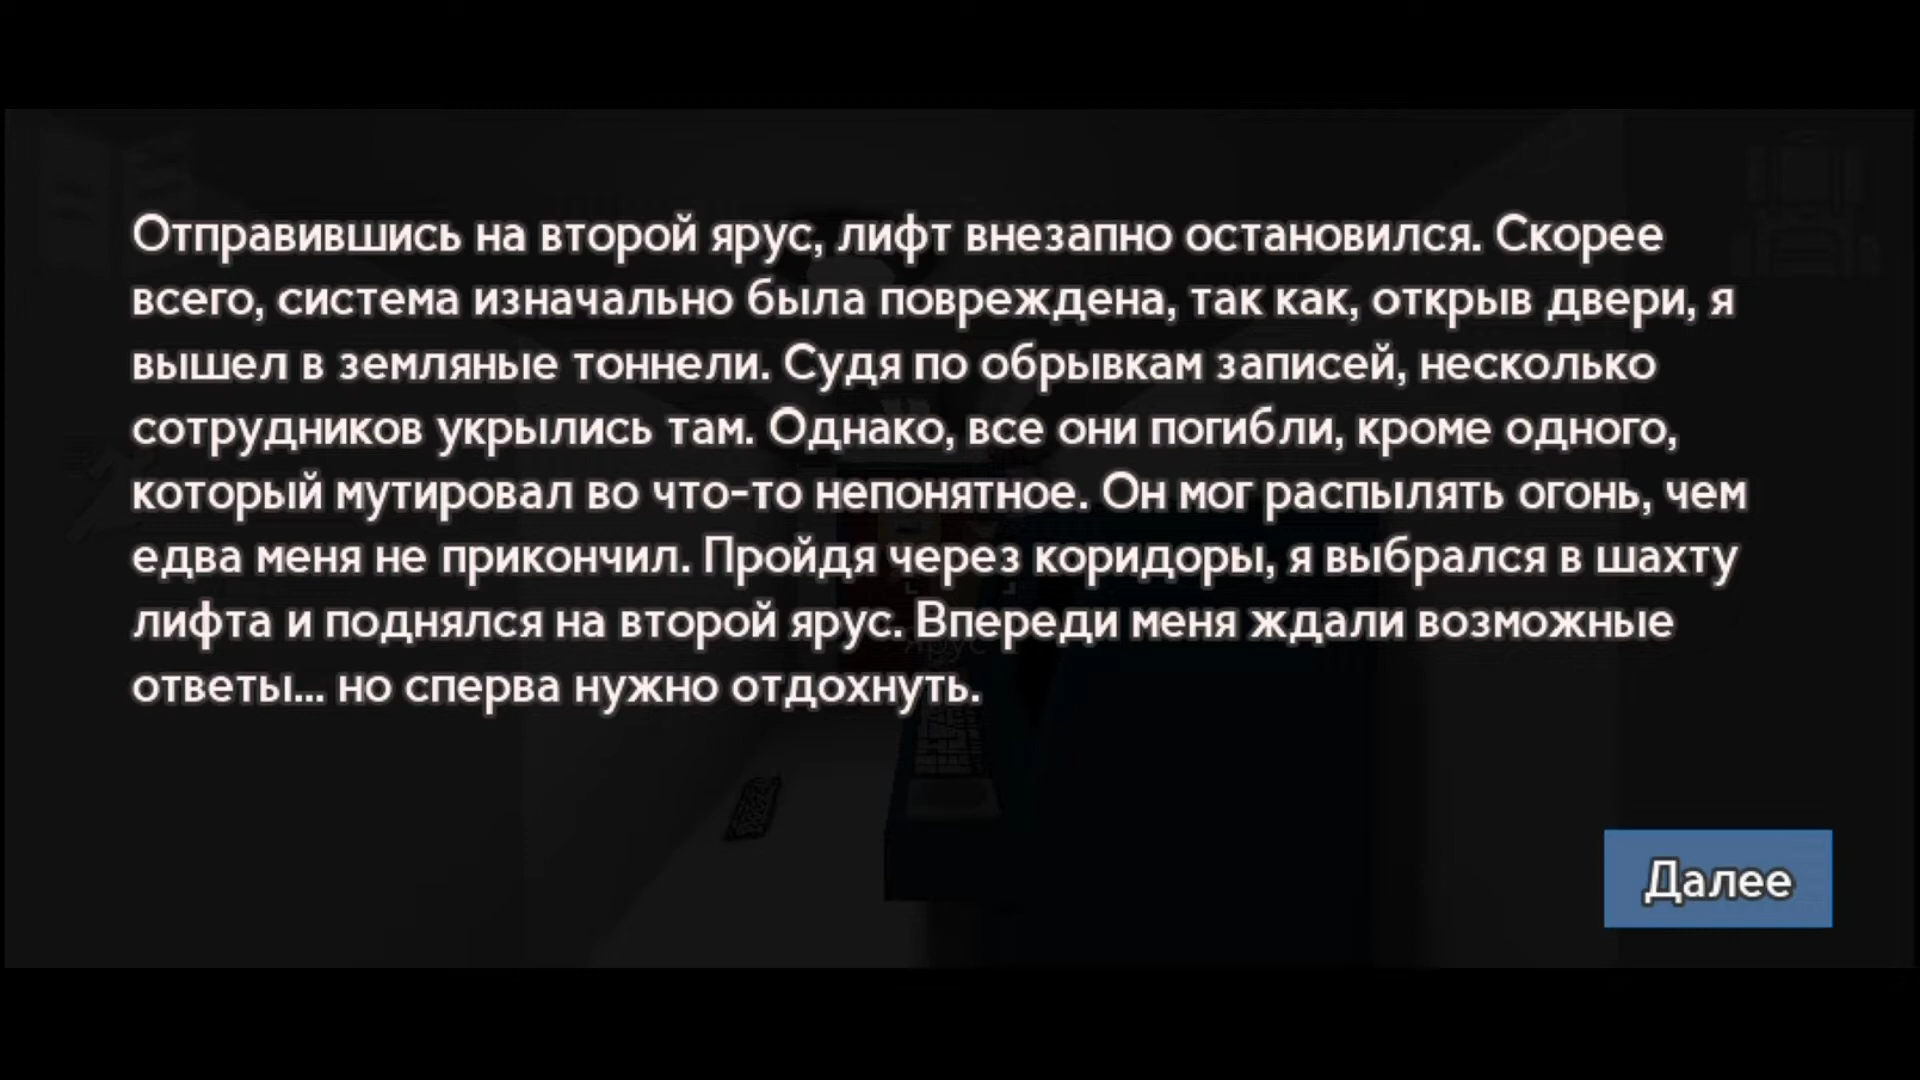 Отправившись на второй ярус, лифт внезапно остановился. Скорее
всего, система изначально была повреждена, так как, открыв двери, я
вышел в земляные тоннели. Судя по обрывкам записей, несколько
сотрудников укрылись там. Однако, все они погибли, кроме одного,
который мутировал во что-то непонятное. Он мог распылять огонь, чем
едва меня не прикончил. Пройдя через коридоры, я выбрался в шахту
лифта и поднялся на второй ярус. Впереди меня ждали возможные
ответы... но сперва нужно отдохнуть.
Далее